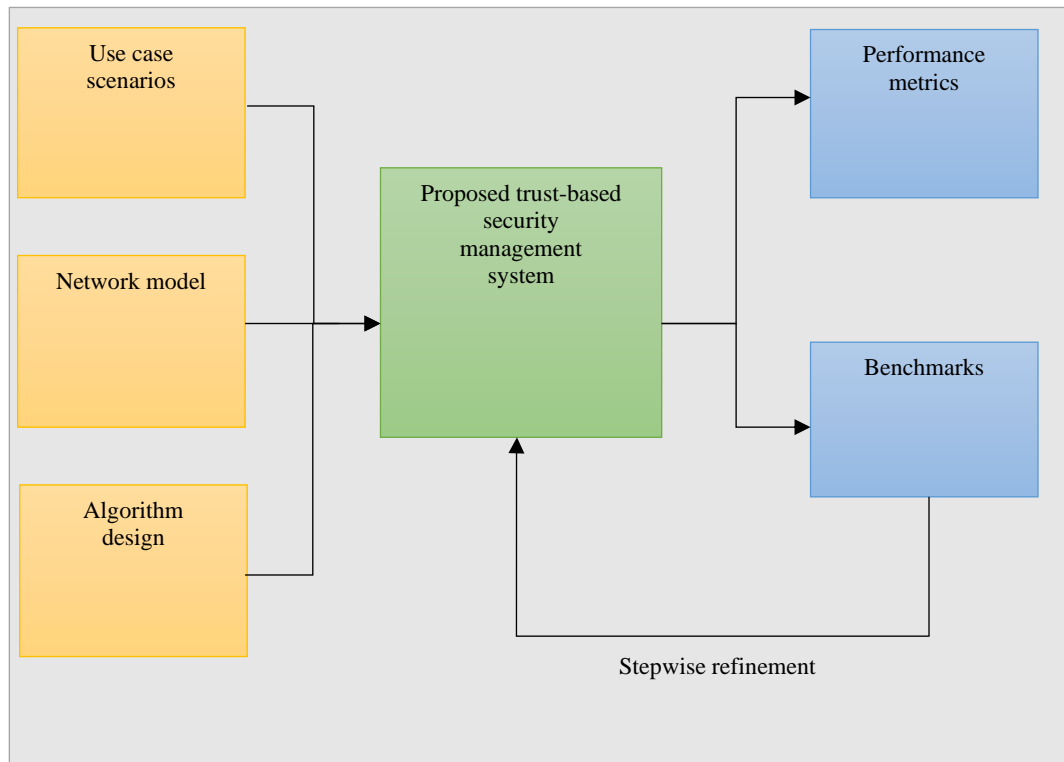 Use case
scenarios
Network model
Algorithm
design
Proposed trust-based
security
management
system
Performance
metrics
Benchmarks
Stepwise refinement